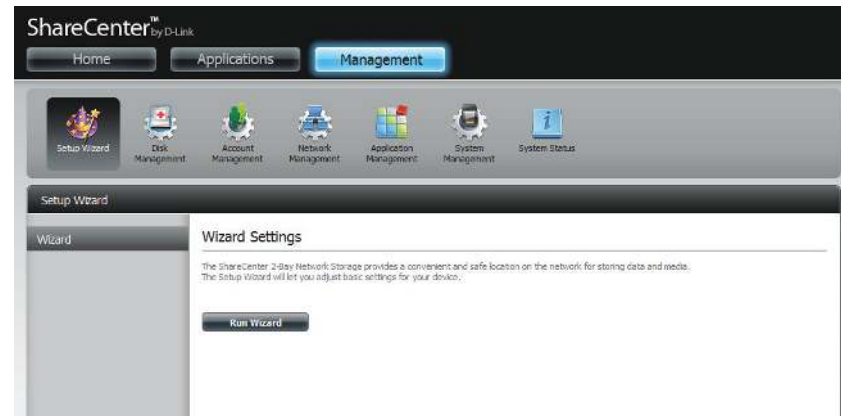 ShareCenter™ by D-Link
Home Applications Management
Setup Wizard Disk Management Account Management Network Management Application Management System Management System Status
Setup Wizard
Wizard
Wizard Settings
The ShareCenter 2-Bay Network Storage provides a convenient and safe location on the network for storing data and media.
The Setup Wizard will let you adjust basic settings for your device.
Run Wizard